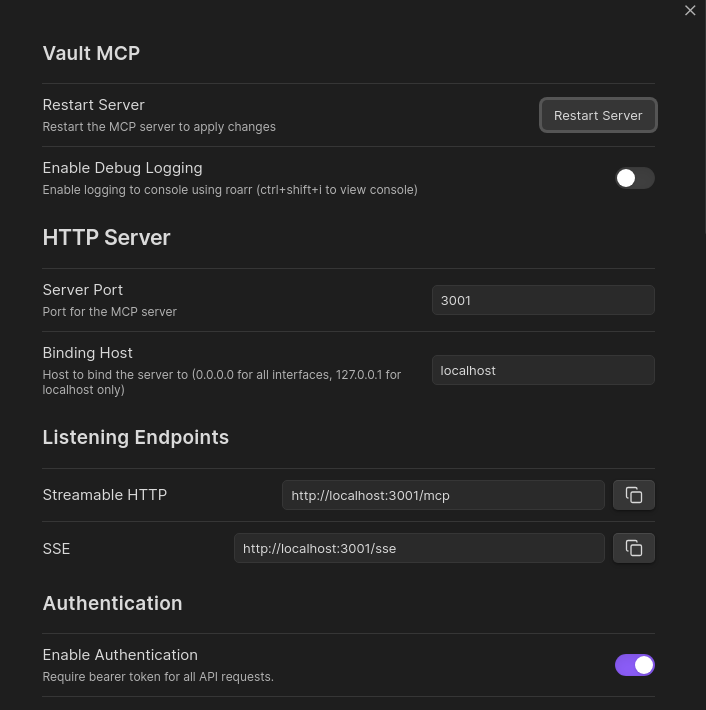 Vault MCP
Restart Server
Restart the MCP server to apply changes
Restart Server
Enable Debug Logging
Enable logging to console using roarr (ctrl+shift+i to view console)
HTTP Server
Server Port
Port for the MCP server
3001
Binding Host
Host to bind the server to (0.0.0.0 for all interfaces, 127.0.0.1 for
localhost only)
localhost
Listening Endpoints
Streamable HTTP
http://localhost:3001/mcp
SSE
http://localhost:3001/sse
Authentication
Enable Authentication
Require bearer token for all API requests.